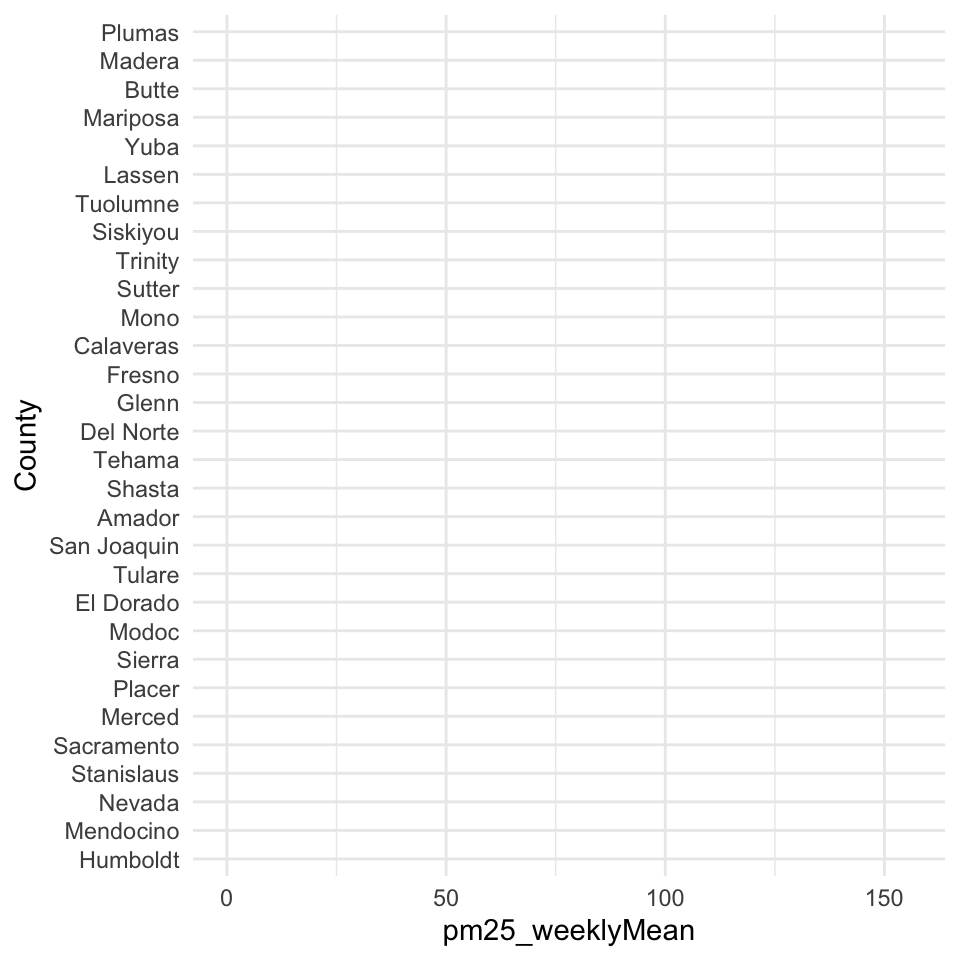 Plumas
Madera
Butte
Mariposa
Yuba
Lassen
Tuolumne
Siskiyou
Trinity
Sutter
Mono
Calaveras
Fresno
Glenn
Del Norte
Tehama
Shasta
Amador
San Joaquin
Tulare
El Dorado
Modoc
Sierra
Placer
Merced
Sacramento
Stanislaus
Nevada
Mendocino
Humboldt
County
0 50 100 150
pm25_weeklyMean